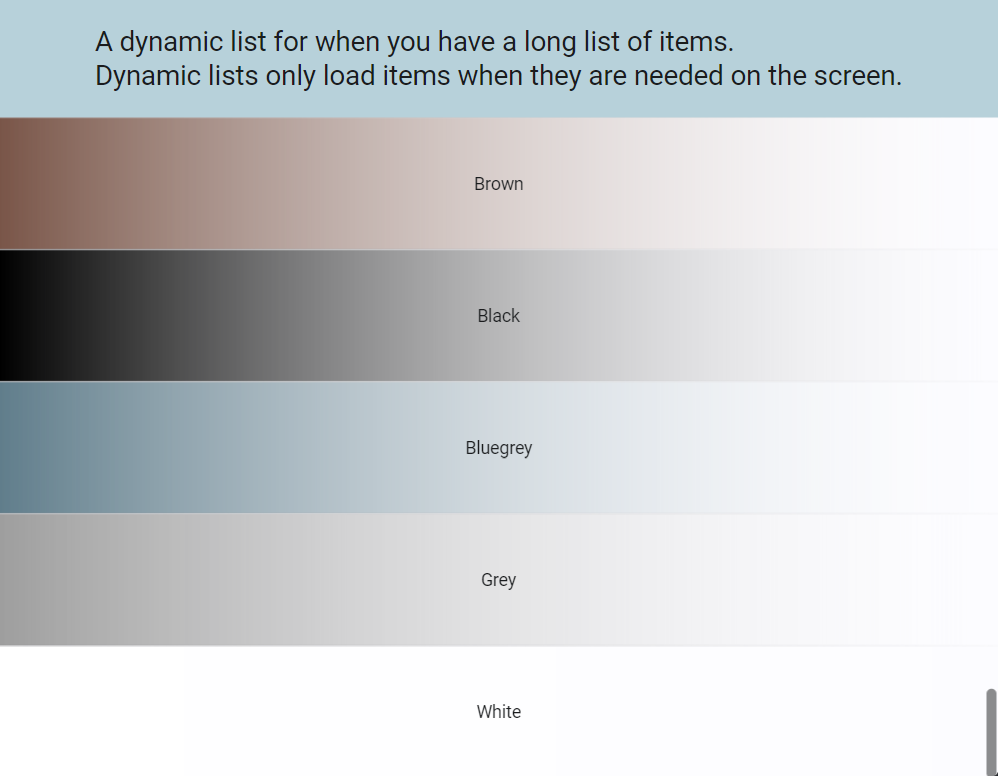 A dynamic list for when you have a long list of items.
Dynamic lists only load items when they are needed on the screen.
Brown
Black
Bluegrey
Grey
White